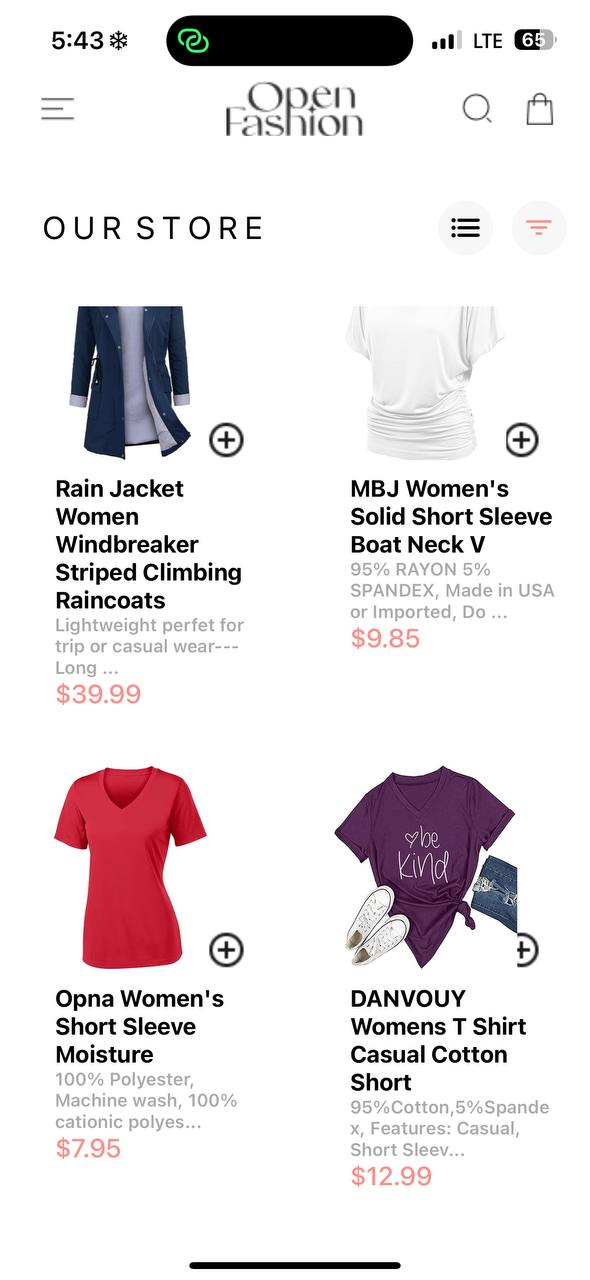 5:43
LTE
65
Open
Fashion
OUR STORE
Rain Jacket
Women
Windbreaker
Striped Climbing
Raincoats
Lightweight perfet for
trip or casual wear---
Long ...
$39.99
MBJ Women's
Solid Short Sleeve
Boat Neck V
95% RAYON 5%
SPANDEX, Made in USA
or Imported, Do ...
$9.85
be
kind
Opna Women's
Short Sleeve
Moisture
100% Polyester,
Machine wash, 100%
cationic polyes...
$7.95
DANVOUY
Womens T Shirt
Casual Cotton
Short
95%Cotton,5%Spande
x, Features: Casual,
Short Sleev...
$12.99